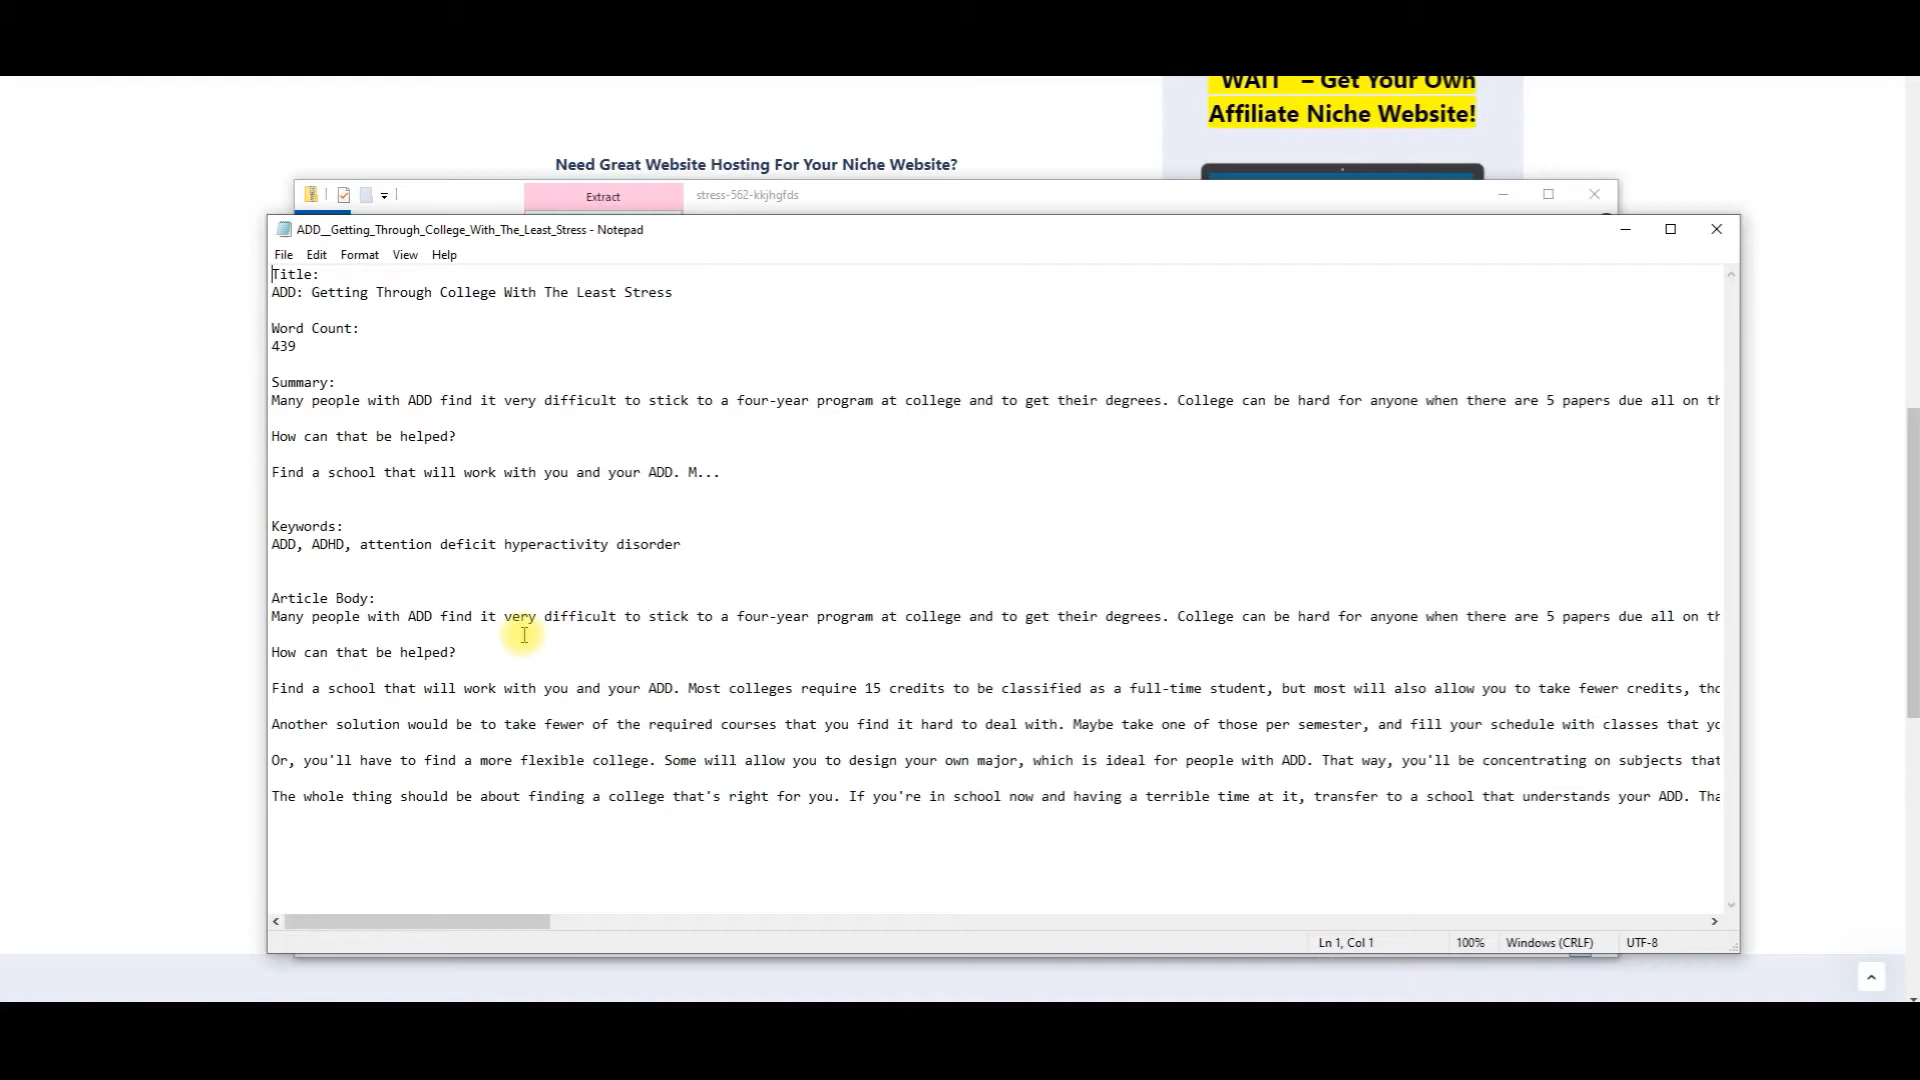 "WAIT" – Get Your Own
Affiliate Niche Website!
Need Great Website Hosting For Your Niche Website?
Extract
stress-562-kkjhgfds
ADD__Getting_Through_College_With_The_Least_Stress - Notepad
File Edit Format View Help
Title:
ADD: Getting Through College With The Least Stress
Word Count:
439
Summary:
Many people with ADD find it very difficult to stick to a four-year program at college and to get their degrees. College can be hard for anyone when there are 5 papers due all on th
How can that be helped?
Find a school that will work with you and your ADD. M...
Keywords:
ADD, ADHD, attention deficit hyperactivity disorder
Article Body:
Many people with ADD find it very difficult to stick to a four-year program at college and to get their degrees. College can be hard for anyone when there are 5 papers due all on th
How can that be helped?
Find a school that will work with you and your ADD. Most colleges require 15 credits to be classified as a full-time student, but most will also allow you to take fewer credits, tho
Another solution would be to take fewer of the required courses that you find it hard to deal with. Maybe take one of those per semester, and fill your schedule with classes that yo
Or, you'll have to find a more flexible college. Some will allow you to design your own major, which is ideal for people with ADD. That way, you'll be concentrating on subjects that
The whole thing should be about finding a college that's right for you. If you're in school now and having a terrible time at it, transfer to a school that understands your ADD. Tha
Ln 1, Col 1 100% Windows (CRLF) UTF-8